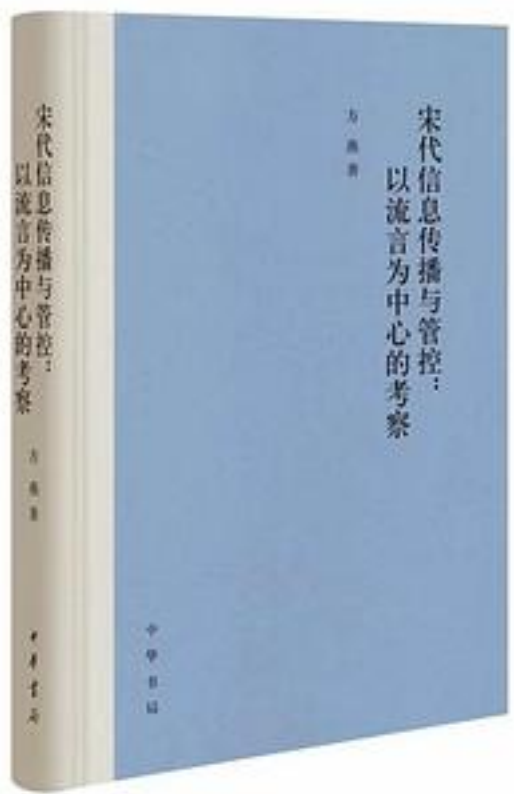 宋代信息传播与管控：
以流言为中心的考察
方燕著
中华书局
宋代信息传播与管控：
以流言为中心的考察
方燕著
中华书局